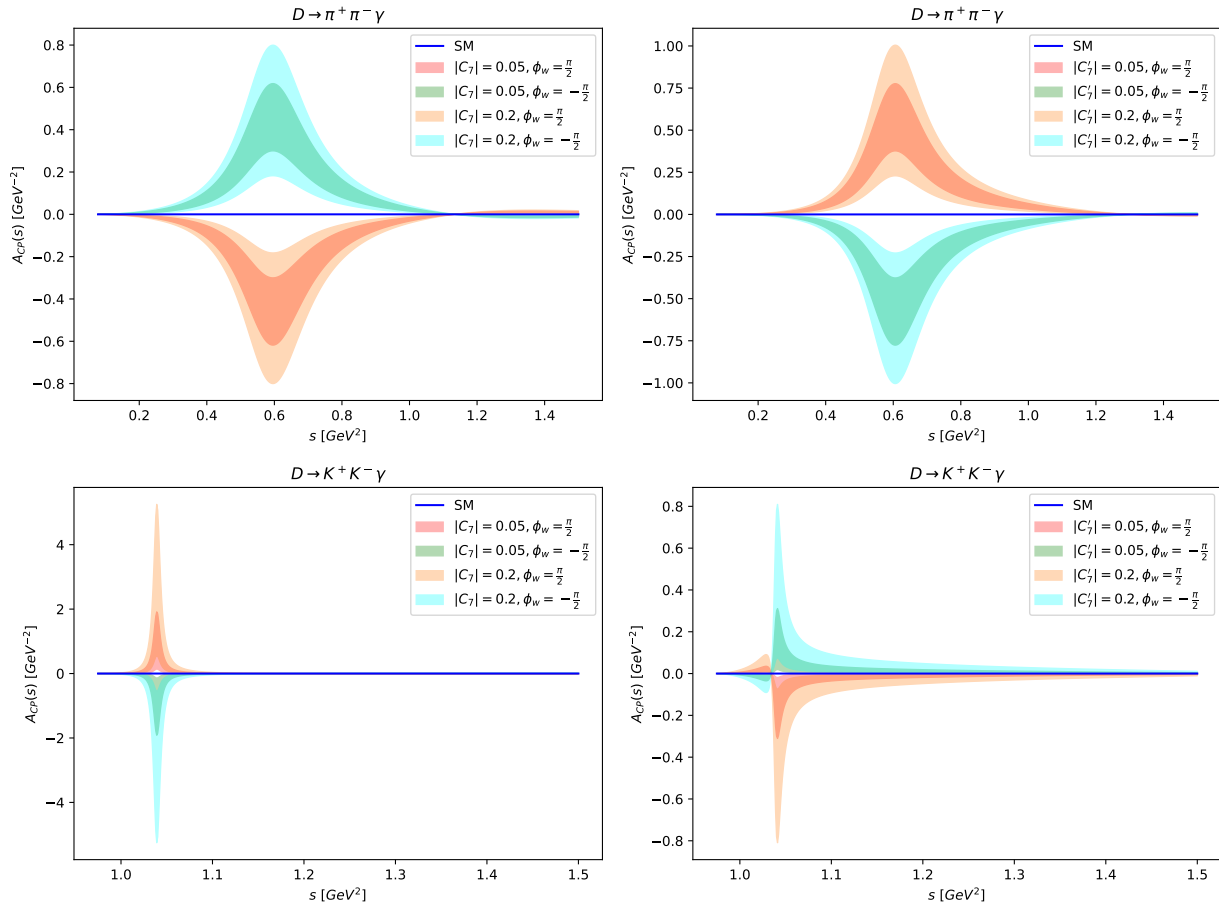 D → π⁺π⁻γ
0.8
0.6
0.4
0.2
0.0
−0.2
−0.4
−0.6
−0.8
A_CP(s) [GeV⁻²]
0.2 0.4 0.6 0.8 1.0 1.2 1.4
s [GeV²]
SM
|C₇| = 0.05, ϕ_w = π/2
|C₇| = 0.05, ϕ_w = −π/2
|C₇| = 0.2, ϕ_w = π/2
|C₇| = 0.2, ϕ_w = −π/2
D → π⁺π⁻γ
1.00
0.75
0.50
0.25
0.00
−0.25
−0.50
−0.75
−1.00
A_CP(s) [GeV⁻²]
0.2 0.4 0.6 0.8 1.0 1.2 1.4
s [GeV²]
SM
|C₇′| = 0.05, ϕ_w = π/2
|C₇′| = 0.05, ϕ_w = −π/2
|C₇′| = 0.2, ϕ_w = π/2
|C₇′| = 0.2, ϕ_w = −π/2
D → K⁺K⁻γ
4
2
0
−2
−4
A_CP(s) [GeV⁻²]
1.0 1.1 1.2 1.3 1.4 1.5
s [GeV²]
SM
|C₇| = 0.05, ϕ_w = π/2
|C₇| = 0.05, ϕ_w = −π/2
|C₇| = 0.2, ϕ_w = π/2
|C₇| = 0.2, ϕ_w = −π/2
D → K⁺K⁻γ
0.8
0.6
0.4
0.2
0.0
−0.2
−0.4
−0.6
−0.8
A_CP(s) [GeV⁻²]
1.0 1.1 1.2 1.3 1.4 1.5
s [GeV²]
SM
|C₇′| = 0.05, ϕ_w = π/2
|C₇′| = 0.05, ϕ_w = −π/2
|C₇′| = 0.2, ϕ_w = π/2
|C₇′| = 0.2, ϕ_w = −π/2